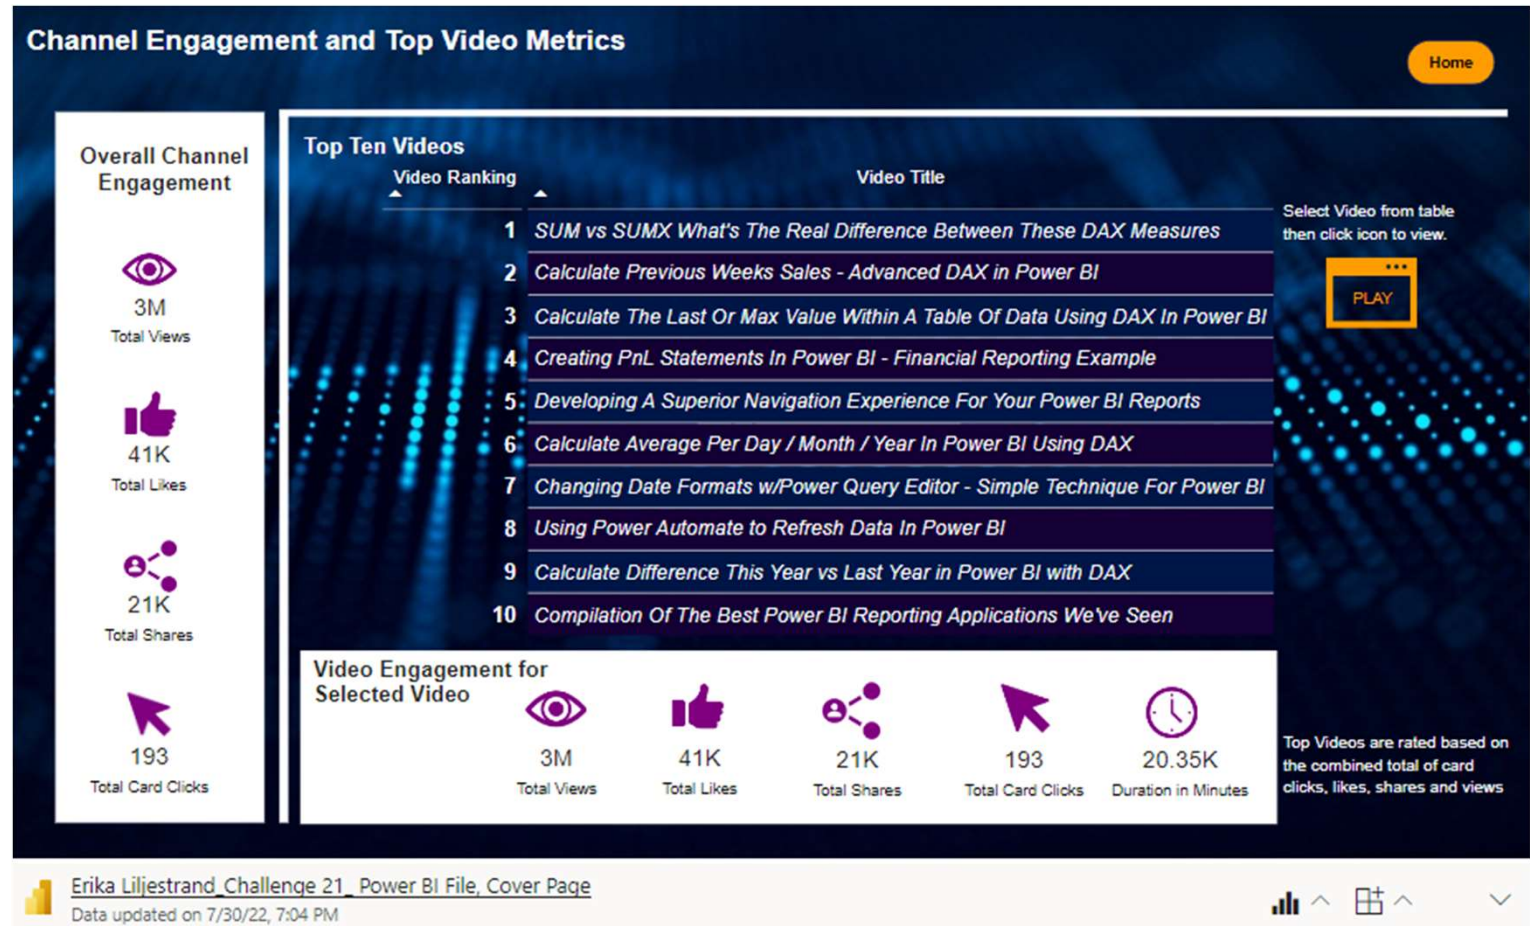 Channel Engagement and Top Video Metrics
Home
Overall Channel
Engagement
3M
Total Views
41K
Total Likes
21K
Total Shares
193
Total Card Clicks
Top Ten Videos
Video Ranking
Video Title
1 SUM vs SUMX What's The Real Difference Between These DAX Measures
2 Calculate Previous Weeks Sales - Advanced DAX in Power BI
3 Calculate The Last Or Max Value Within A Table Of Data Using DAX In Power BI
4 Creating PnL Statements In Power BI - Financial Reporting Example
5 Developing A Superior Navigation Experience For Your Power BI Reports
6 Calculate Average Per Day / Month / Year In Power BI Using DAX
7 Changing Date Formats w/Power Query Editor - Simple Technique For Power BI
8 Using Power Automate to Refresh Data In Power BI
9 Calculate Difference This Year vs Last Year in Power BI with DAX
10 Compilation Of The Best Power BI Reporting Applications We've Seen
Select Video from table
then click icon to view.
PLAY
Video Engagement for
Selected Video
3M
Total Views
41K
Total Likes
21K
Total Shares
193
Total Card Clicks
20.35K
Duration in Minutes
Top Videos are rated based on
the combined total of card
clicks, likes, shares and views
Erika Liljestrand_Challenge 21_ Power BI File, Cover Page
Data updated on 7/30/22, 7:04 PM